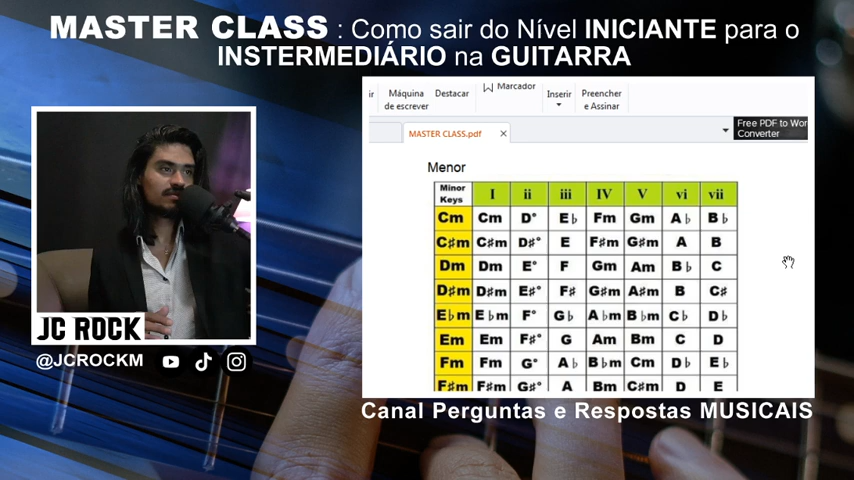 MASTER CLASS : Como sair do Nível INICIANTE para o
INSTERMEDIÁRIO na GUITARRA
ir
Máquina
de escrever
Destacar
Marcador
Inserir
Preencher
e Assinar
MASTER CLASS.pdf
Free PDF to Wor
Converter
Menor
Minor Keys I ii iii IV V vi vii
Cm Cm D° E♭ Fm Gm A♭ B♭
C♯m C♯m D♯° E F♯m G♯m A B
Dm Dm E° F Gm Am B♭ C
D♯m D♯m E♯° F♯ G♯m A♯m B C♯
E♭m E♭m F° G♭ A♭m B♭m C♭ D♭
Em Em F♯° G Am Bm C D
Fm Fm G° A♭ B♭m Cm D♭ E♭
F♯m F♯m G♯° A Bm C♯m D E
JC ROCK
@JCROCKM
Canal Perguntas e Respostas MUSICAIS